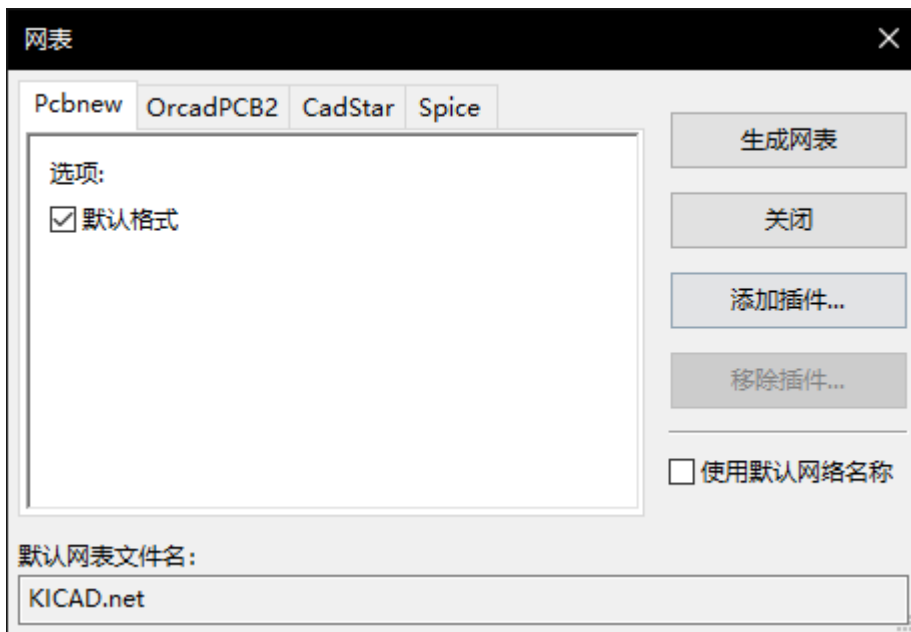 网表
Pcbnew OrcadPCB2 CadStar Spice
选项:
默认格式
生成网表
关闭
添加插件...
移除插件...
使用默认网络名称
默认网表文件名:
KICAD.net